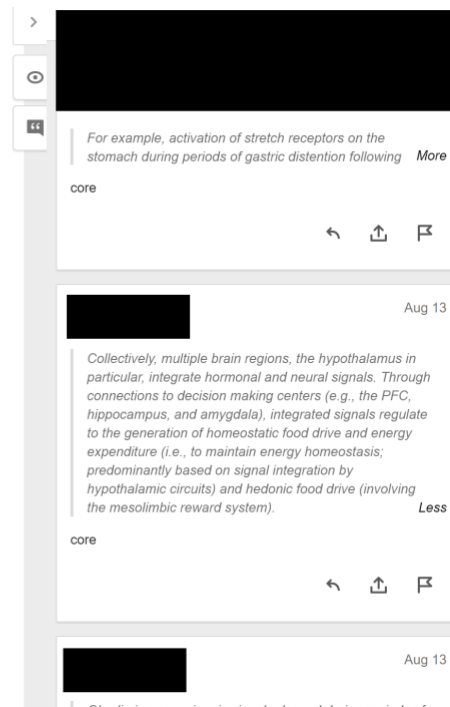 For example, activation of stretch receptors on the
stomach during periods of gastric distention following More
core
Aug 13
Collectively, multiple brain regions, the hypothalamus in
particular, integrate hormonal and neural signals. Through
connections to decision making centers (e.g., the PFC,
hippocampus, and amygdala), integrated signals regulate
to the generation of homeostatic food drive and energy
expenditure (i.e., to maintain energy homeostasis;
predominantly based on signal integration by
hypothalamic circuits) and hedonic food drive (involving
the mesolimbic reward system). Less
core
Aug 13